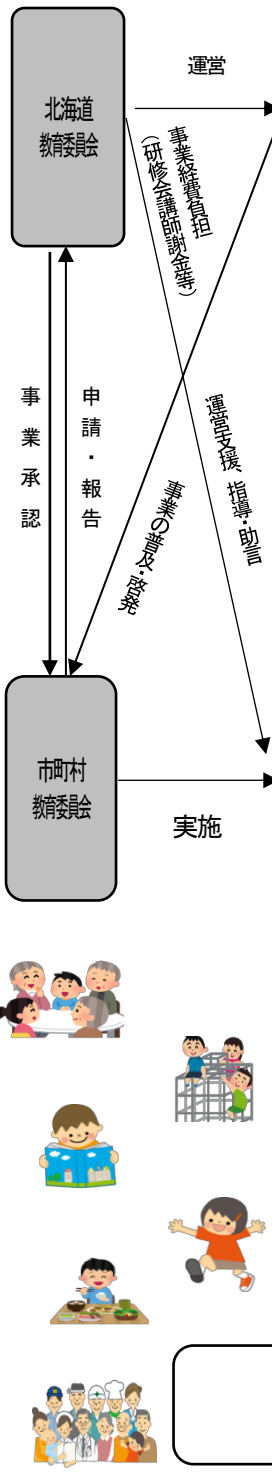 運営
北海道
教育委員会
事業経費負担
（研修会講師謝金等）
事業承認
申請・報告
運営支援、指導・助言
事業の普及・啓発
市町村
教育委員会
実施